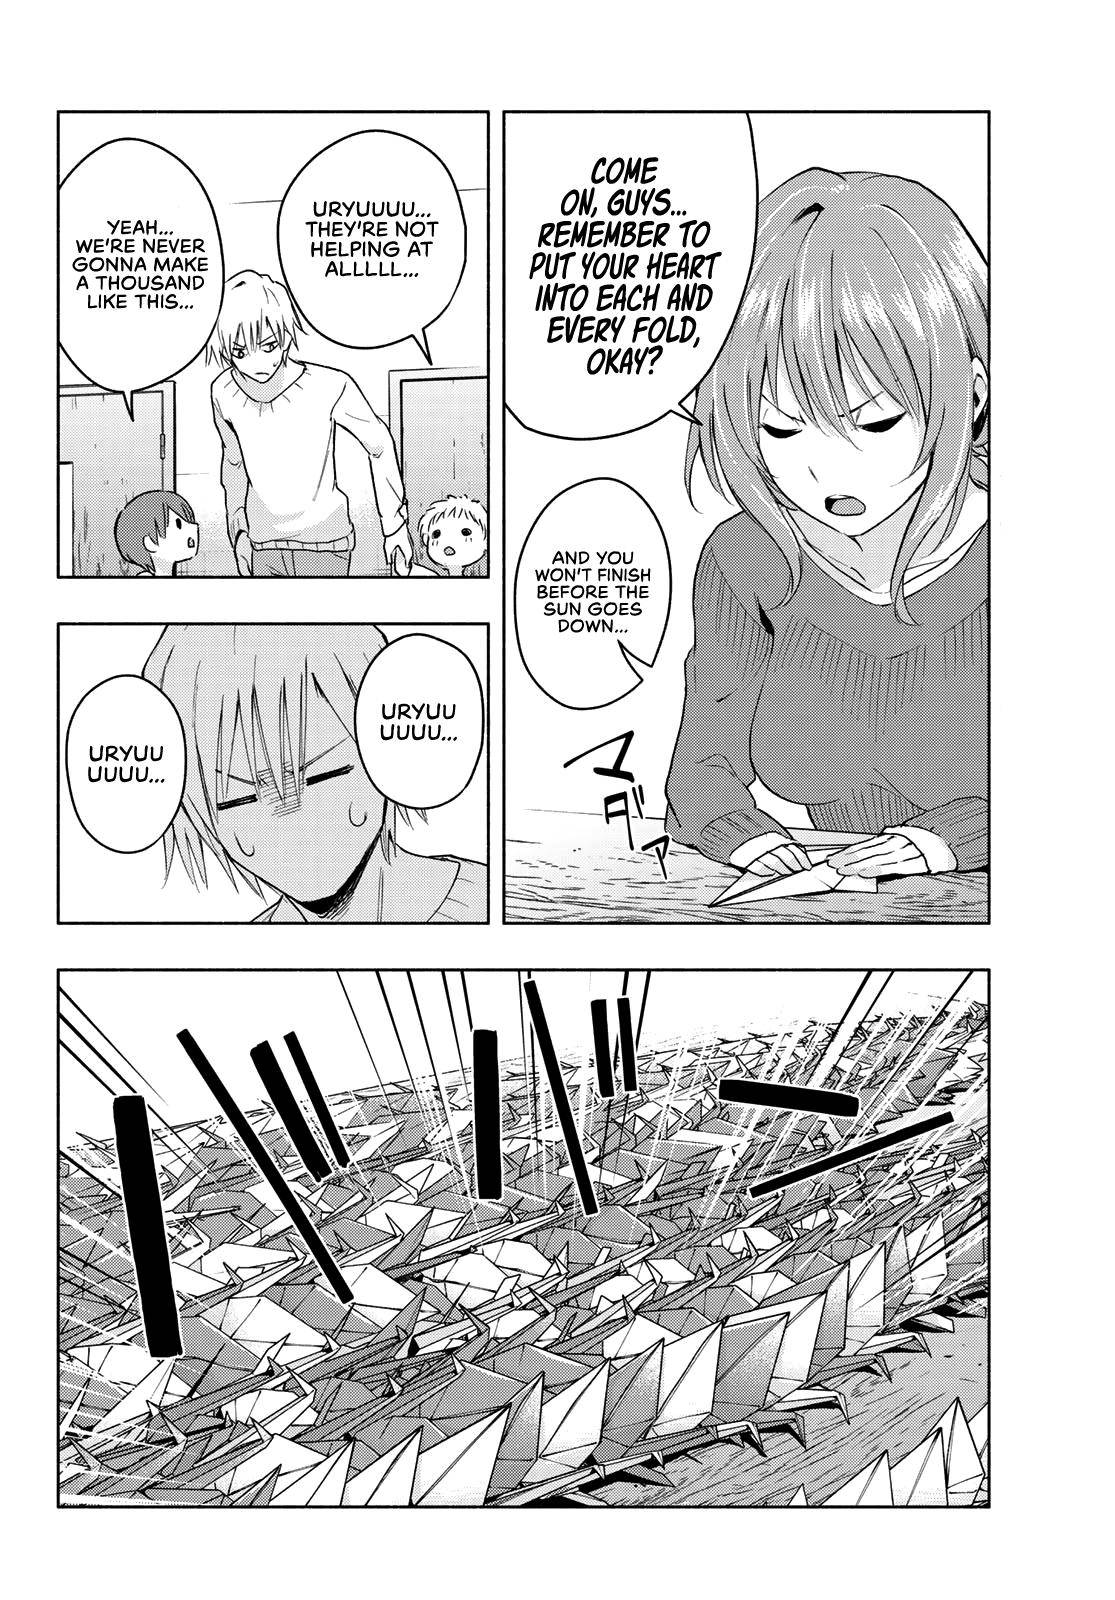 COME
ON, GUYS...
REMEMBER TO
PUT YOUR HEART
INTO EACH AND
EVERY FOLD,
OKAY?
AND YOU
WON'T FINISH
BEFORE THE
SUN GOES
DOWN...
マダァ
URYUUUU...
THEY'RE NOT
HELPING AT
ALLLLL...
YEAH...
WE'RE NEVER
GONNA MAKE
A THOUSAND
LIKE THIS...
URYUU
UUUU...
URYUU
UUUU...